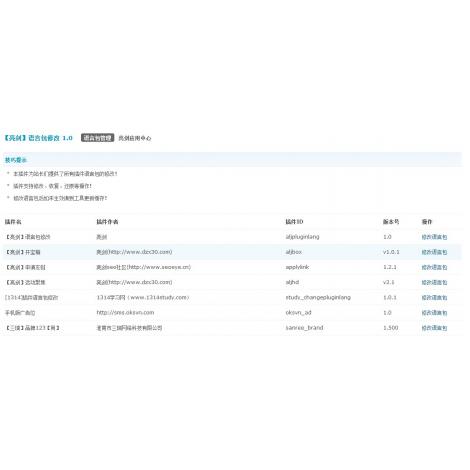 【亮剑】语言包修改 1.0 语言包管理 亮剑应用中心
技巧提示
本插件为站长们提供了所有插件语言包的修改!
插件支持修改、恢复、还原等操作!
修改语言包后如未生效请到工具更新缓存!
插件名 插件作者 插件ID 版本号 操作
【亮剑】语言包修改 亮剑 aljpluginlang 1.0 修改语言包
【亮剑】开宝箱 亮剑(http://www.dzx30.com) aljbox v1.0.1 修改语言包
【亮剑】申请友链 亮剑seo社区(http://www.seoeye.cn) applylink 1.2.1 修改语言包
【亮剑】活动聚集 亮剑(http://www.dzx30.com) aljhd v2.1 修改语言包
[1314]插件语言包修改 1314学习网（www.1314study.com） study_changepluginlang 1.0.1 修改语言包
手机版广告位 http://sms.oksvn.com oksvn_ad 1.0 修改语言包
【三瑞】品牌123【商】 淮南市三瑞网络科技有限公司 sanree_brand 1.500 修改语言包